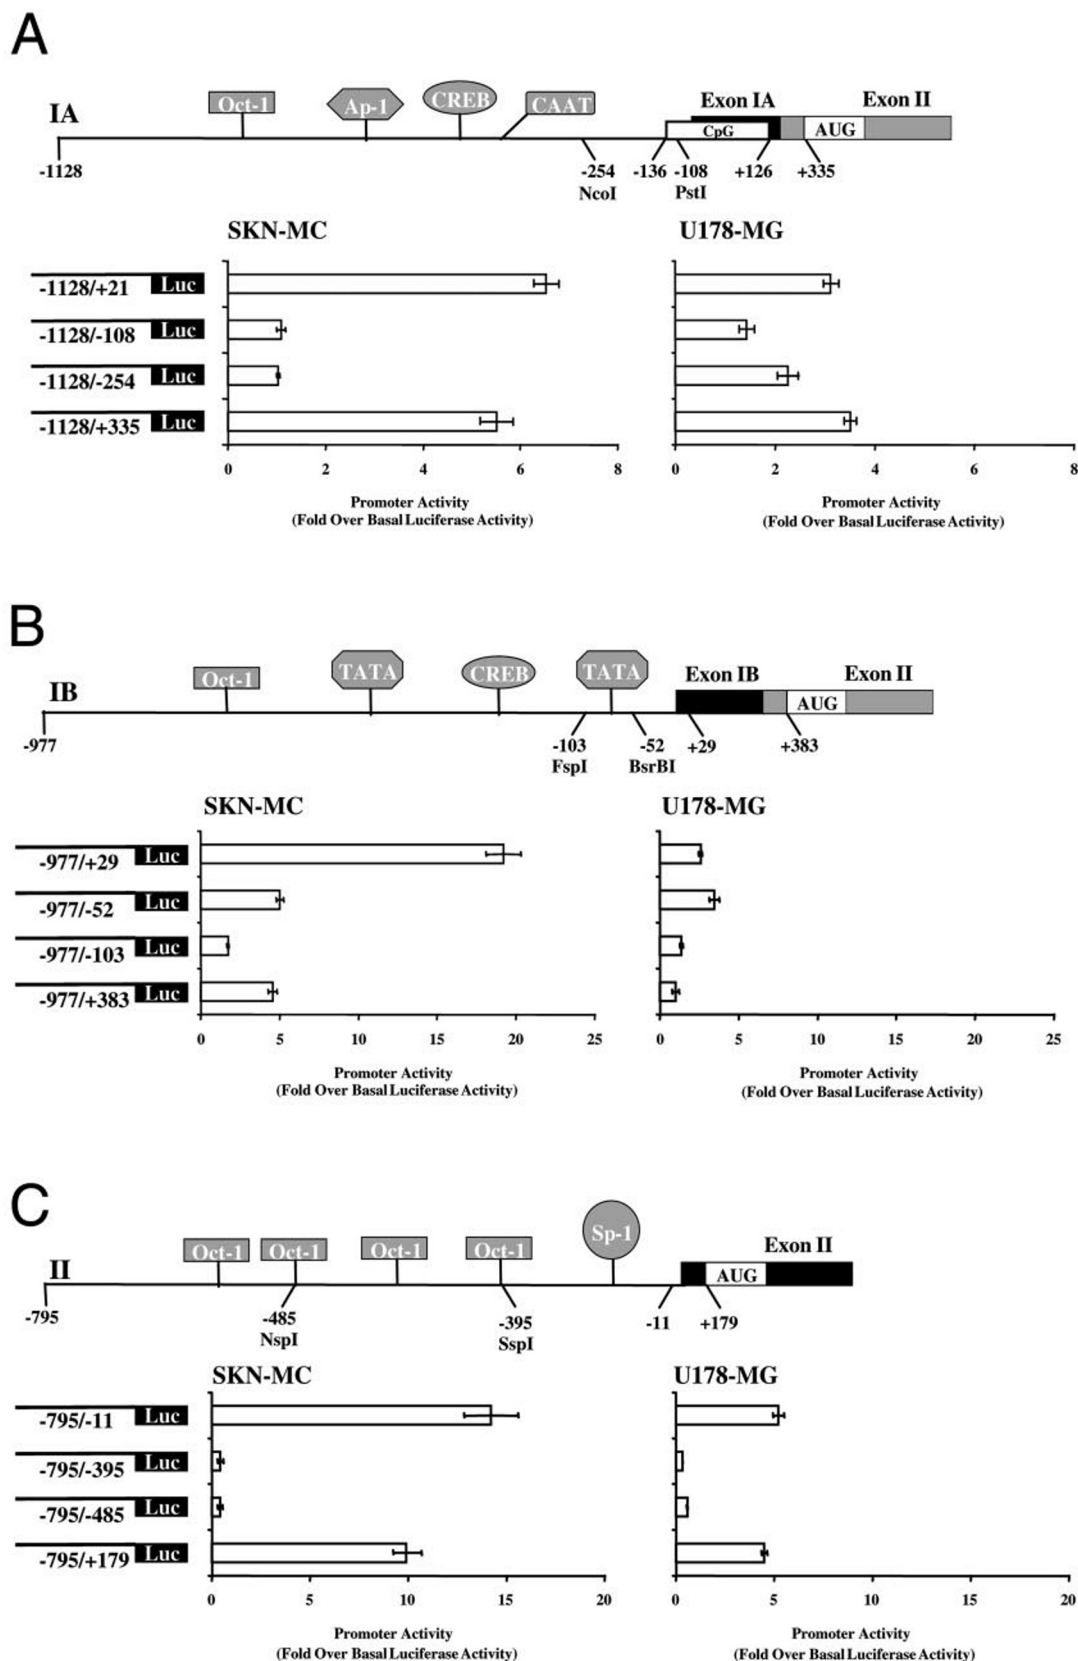 A
Oct-1 Ap-1 CREB CAAT
Exon IA Exon II
IA
CpG AUG
-1128 -254 -136 -108 +126 +335
NcoI PstI
SKN-MC U178-MG
-1128/+21 Luc
-1128/-108 Luc
-1128/-254 Luc
-1128/+335 Luc
0 2 4 6 8 0 2 4 6 8
Promoter Activity Promoter Activity
(Fold Over Basal Luciferase Activity) (Fold Over Basal Luciferase Activity)
B
Oct-1 TATA CREB TATA Exon IB Exon II
IB
AUG
-977 -103 -52 +29 +383
FspI BsrBI
SKN-MC U178-MG
-977/+29 Luc
-977/-52 Luc
-977/-103 Luc
-977/+383 Luc
0 5 10 15 20 25 0 5 10 15 20 25
Promoter Activity Promoter Activity
(Fold Over Basal Luciferase Activity) (Fold Over Basal Luciferase Activity)
C
Sp-1
Oct-1 Oct-1 Oct-1 Oct-1 Exon II
II
AUG
-795 -485 -395 -11 +179
NspI SspI
SKN-MC U178-MG
-795/-11 Luc
-795/-395 Luc
-795/-485 Luc
-795/+179 Luc
0 5 10 15 20 0 5 10 15 20
Promoter Activity Promoter Activity
(Fold Over Basal Luciferase Activity) (Fold Over Basal Luciferase Activity)